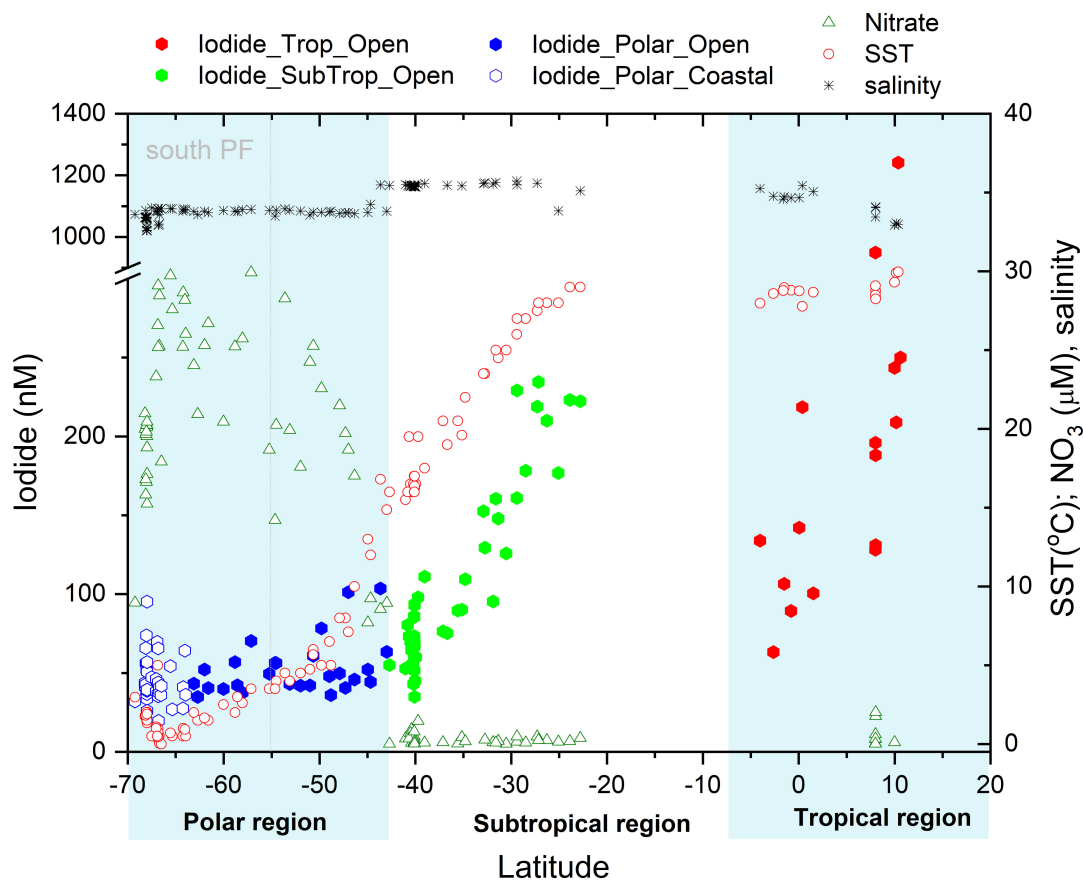 Iodide_Trop_Open
Iodide_SubTrop_Open
Iodide_Polar_Open
Iodide_Polar_Coastal
Nitrate
SST
salinity
south PF
1400
1200
1000
200
100
0
Iodide (nM)
40
30
20
10
0
SST(°C); NO₃ (μM), salinity
-70 -60 -50 -40 -30 -20 -10 0 10 20
Polar region Subtropical region Tropical region
Latitude